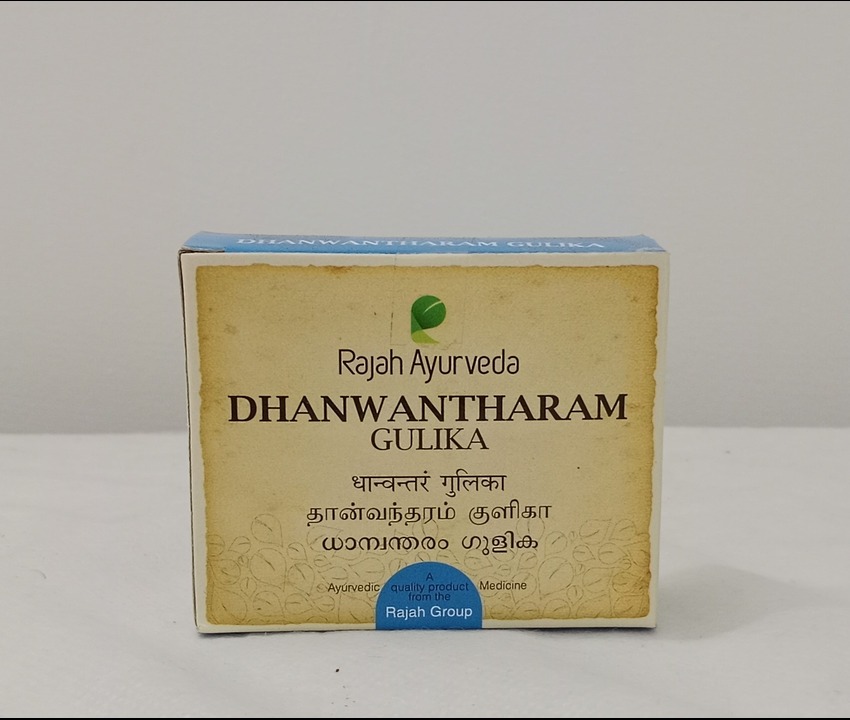 DHANWANTHARAM GULIKA
Rajah Ayurveda
DHANWANTHARAM
GULIKA
धान्वन्तरं गुलिका
தான்வந்தரம் குளிகா
ധാന്വന്തരം ഗുളിക
Ayurvedic Medicine
A
quality product
from the
Rajah Group